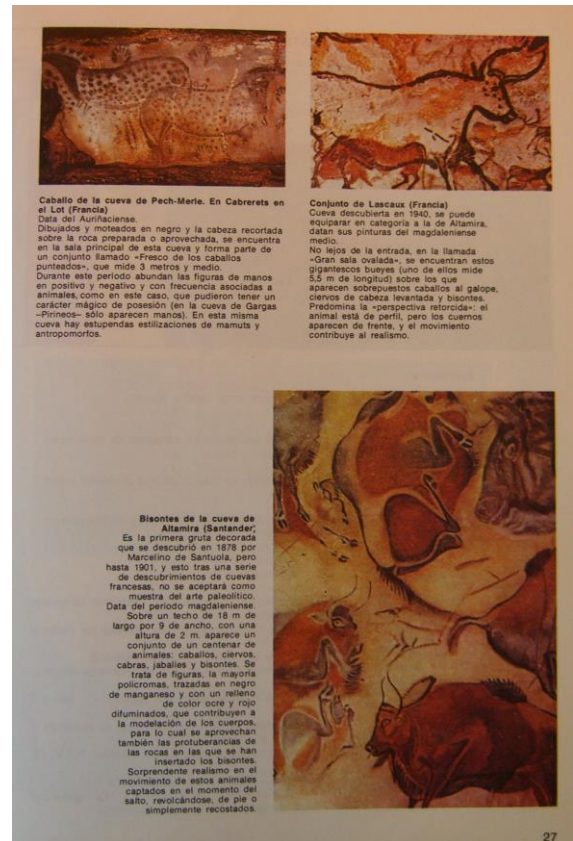 Caballo de la cueva de Pech-Merle. En Cabrerets en
el Lot (Francia)
Data del Auriñaciense.
Dibujados y moteados en negro y la cabeza recortada
sobre la roca preparada o aprovechada, se encuentra
en la sala principal de esta cueva y forma parte de
un conjunto llamado «Fresco de los caballos
punteados», que mide 3 metros y medio.
Durante este período abundan las figuras de manos
en positivo y negativo y con frecuencia asociadas a
animales, como en este caso, que pudieron tener un
carácter mágico de posesión (en la cueva de Gargas
–Pirineos– sólo aparecen manos). En esta misma
cueva hay estupendas estilizaciones de mamuts y
antropomorfos.
Conjunto de Lascaux (Francia)
Cueva descubierta en 1940, se puede
equiparar en categoría a la de Altamira,
datan sus pinturas del magdaleniense
medio.
No lejos de la entrada, en la llamada
«Gran sala ovalada», se encuentran estos
gigantescos bueyes (uno de ellos mide
5,5 m de longitud) sobre los que
aparecen sobrepuestos caballos al galope,
ciervos de cabeza levantada y bisontes.
Predomina la «perspectiva retorcida»: el
animal está de perfil, pero los cuernos
aparecen de frente, y el movimiento
contribuye al realismo.
Bisontes de la cueva de
Altamira (Santander;
Es la primera gruta decorada
que se descubrió en 1878 por
Marcelino de Santuola, pero
hasta 1901, y esto tras una serie
de descubrimientos de cuevas
francesas, no se aceptará como
muestra del arte paleolítico.
Data del período magdaleniense.
Sobre un techo de 18 m de
largo por 9 de ancho, con una
altura de 2 m. aparece un
conjunto de un centenar de
animales: caballos, ciervos,
cabras, jabalíes y bisontes. Se
trata de figuras, la mayoría
polícromas, trazadas en negro
de manganeso y con un relleno
de color ocre y rojo
difuminados, que contribuyen a
la modelación de los cuerpos,
para lo cual se aprovechan
también las protuberancias de
las rocas en las que se han
insertado los bisontes.
Sorprendente realismo en el
movimiento de estos animales
captados en el momento del
salto, revolcándose, de pie o
simplemente recostados.
27